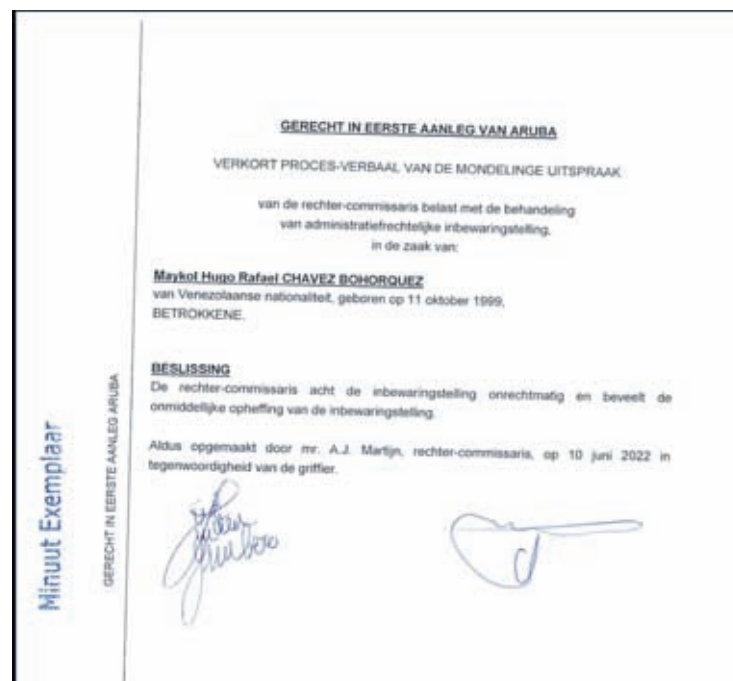 GERECHT IN EERSTE AANLEG VAN ARUBA
VERKORT PROCES-VERBAAL VAN DE MONDELINGE UITSPRAAK
van de rechter-commissaris belast met de behandeling
van administratiefrechtelijke inbewaringstelling,
in de zaak van:
Maykol Hugo Rafael CHAVEZ BOHORQUEZ
van Venezolaanse nationaliteit, geboren op 11 oktober 1999,
BETROKKENE.
BESLISSING
De rechter-commissaris acht de inbewaringstelling onrechtmatig en beveelt de
onmiddellijke opheffing van de inbewaringstelling.
Aldus opgemaakt door mr. A.J. Martijn, rechter-commissaris, op 10 juni 2022 in
tegenwoordigheid van de griffier.
Minuut Exemplaar
GERECHT IN EERSTE AANLEG ARUBA